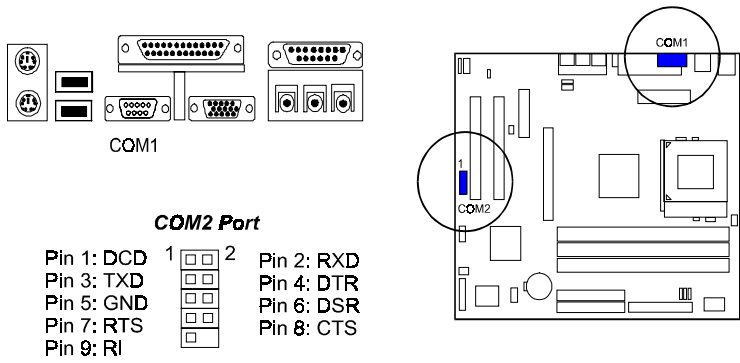 COM1
COM1
1
COM2
COM2 Port
1 2
Pin 1: DCD
Pin 2: RXD
Pin 3: TXD
Pin 4: DTR
Pin 5: GND
Pin 6: DSR
Pin 7: RTS
Pin 8: CTS
Pin 9: RI